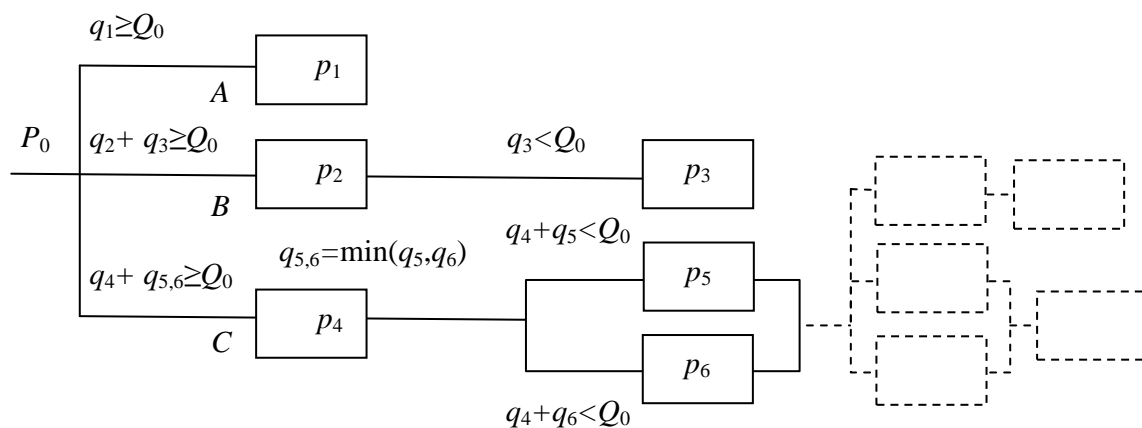 q₁≥Q₀
p₁
A
P₀
q₂+ q₃≥Q₀
q₃<Q₀
p₂
p₃
B
q₄+q₅<Q₀
q₅,₆=min(q₅,q₆)
q₄+ q₅,₆≥Q₀
p₅
p₄
C
p₆
q₄+q₆<Q₀